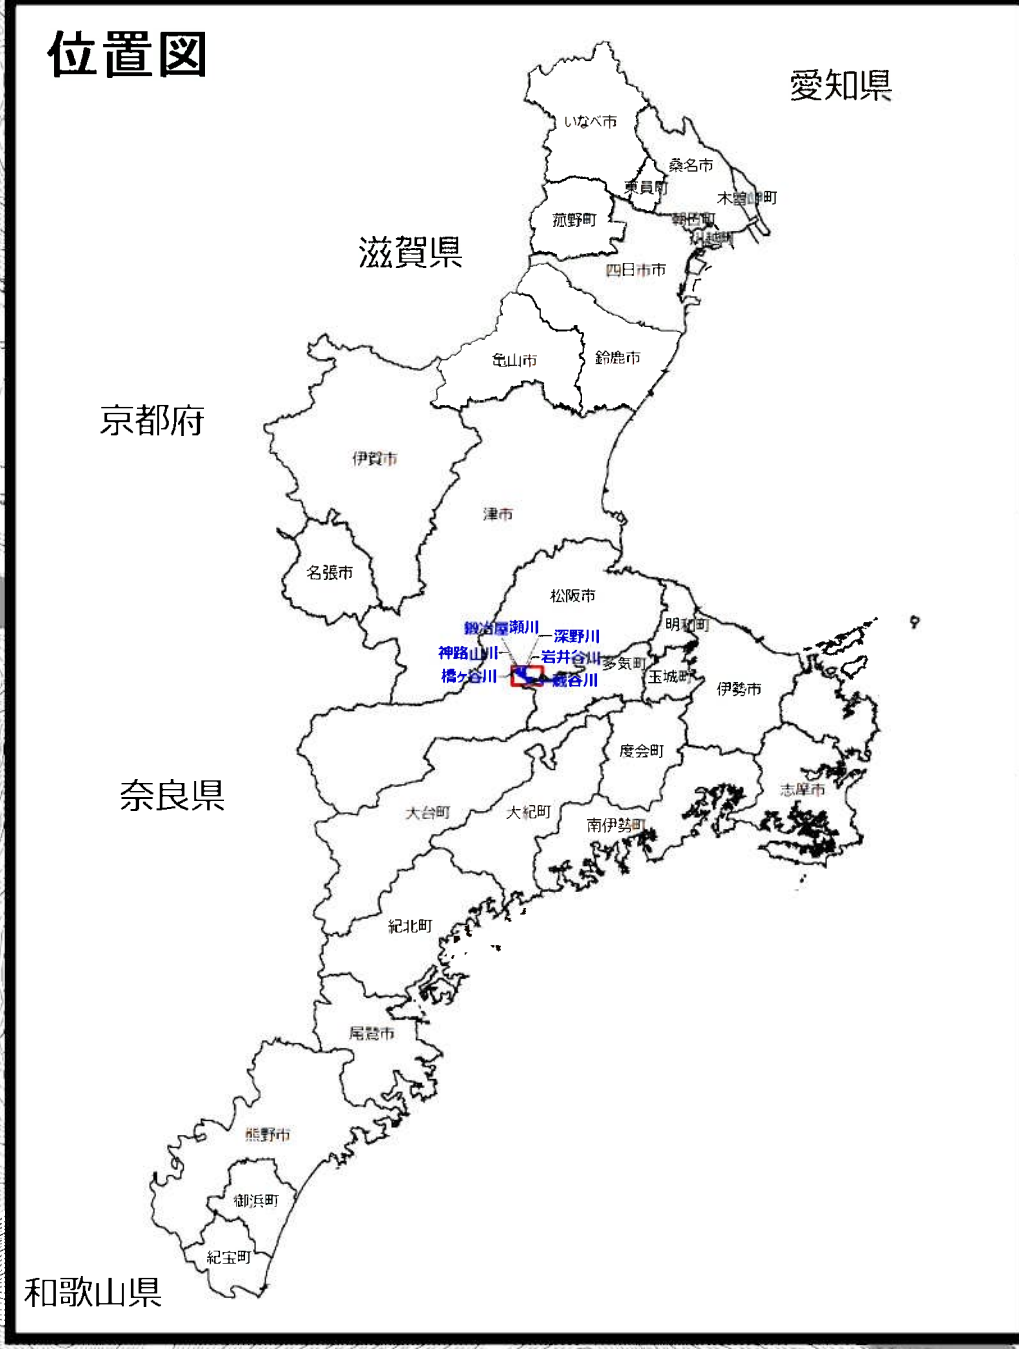 位置図
愛知県
いなべ市
桑名市
東員町
木曽岬町
菰野町
朝日町
川越町
滋賀県
四日市市
亀山市
鈴鹿市
京都府
伊賀市
津市
名張市
松阪市
明和町
鍛冶屋瀬川
深野川
神路山川
岩井谷川
多気町
橋ヶ谷川
玉城町
伊勢市
度会町
奈良県
志摩市
大台町
大紀町
南伊勢町
紀北町
尾鷲市
熊野市
御浜町
紀宝町
和歌山県